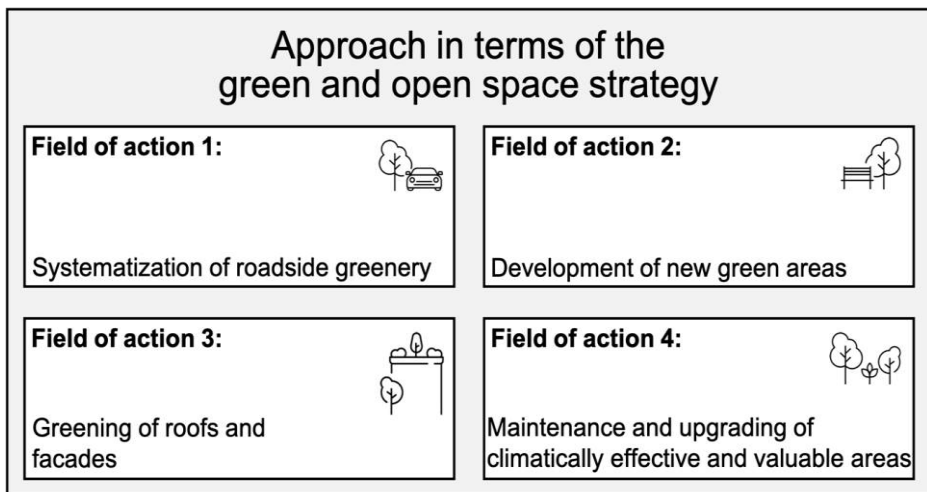 Approach in terms of the
green and open space strategy
Field of action 1:
Systematization of roadside greenery
Field of action 2:
Development of new green areas
Field of action 3:
Greening of roofs and
facades
Field of action 4:
Maintenance and upgrading of
climatically effective and valuable areas